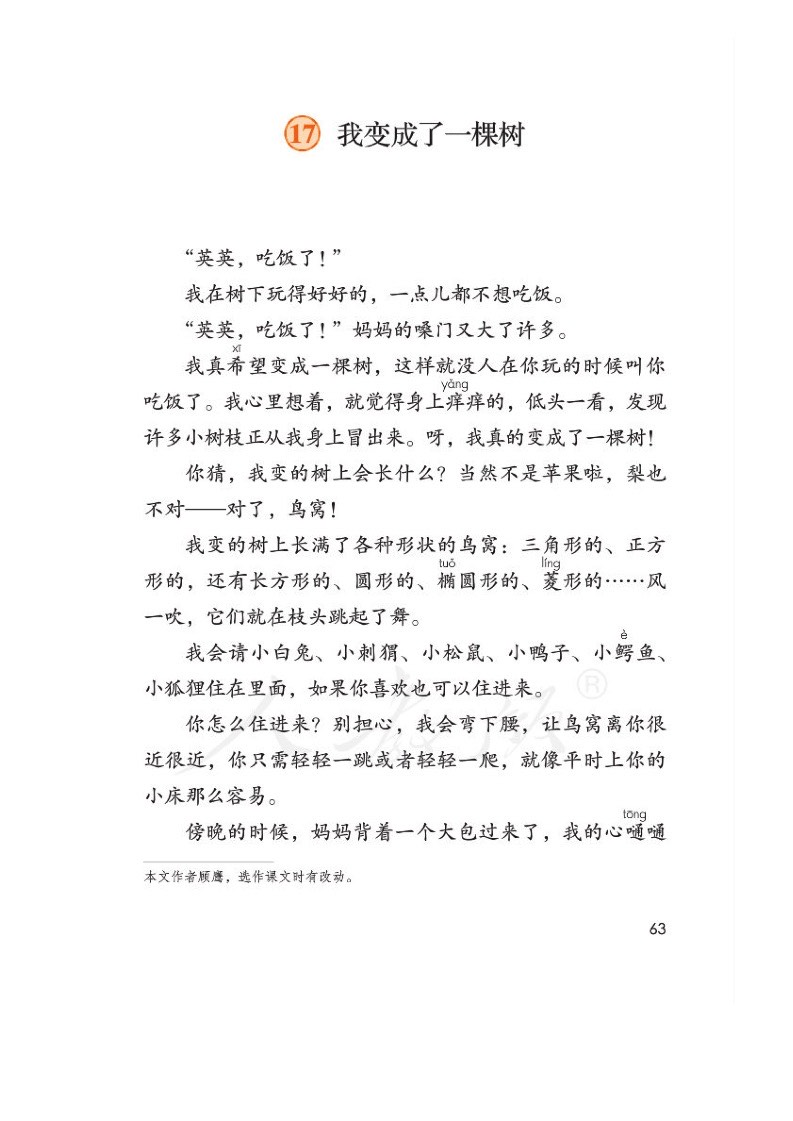 17 我变成了一棵树
“英英，吃饭了！”
我在树下玩得好好的，一点儿都不想吃饭。
“英英，吃饭了！”妈妈的嗓门又大了许多。
xī
我真希望变成一棵树，这样就没人在你玩的时候叫你
yǎng
吃饭了。我心里想着，就觉得身上痒痒的，低头一看，发现
许多小树枝正从我身上冒出来。呀，我真的变成了一棵树！
你猜，我变的树上会长什么？当然不是苹果啦，梨也
不对——对了，鸟窝！
我变的树上长满了各种形状的鸟窝：三角形的、正方
tuǒ líng
形的，还有长方形的、圆形的、椭圆形的、菱形的……风
一吹，它们就在枝头跳起了舞。
è
我会请小白兔、小刺猬、小松鼠、小鸭子、小鳄鱼、
小狐狸住在里面，如果你喜欢也可以住进来。
你怎么住进来？别担心，我会弯下腰，让鸟窝离你很
近很近，你只需轻轻一跳或者轻轻一爬，就像平时上你的
小床那么容易。
tōng
傍晚的时候，妈妈背着一个大包过来了，我的心嗵嗵
本文作者顾鹰，选作课文时有改动。
63
人教版®